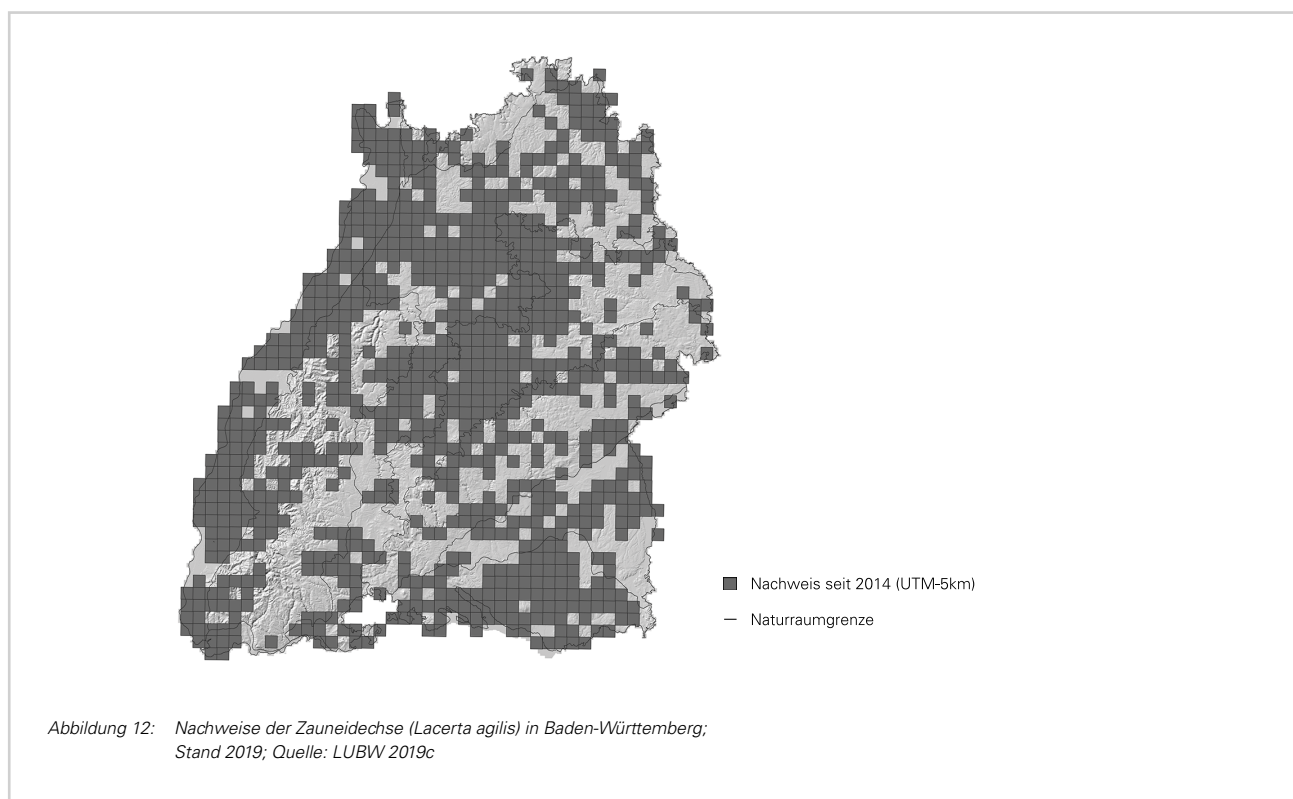 Nachweis seit 2014 (UTM-5km)
Naturraumgrenze
Abbildung 12: Nachweise der Zauneidechse (Lacerta agilis) in Baden-Württemberg;
Stand 2019; Quelle: LUBW 2019c